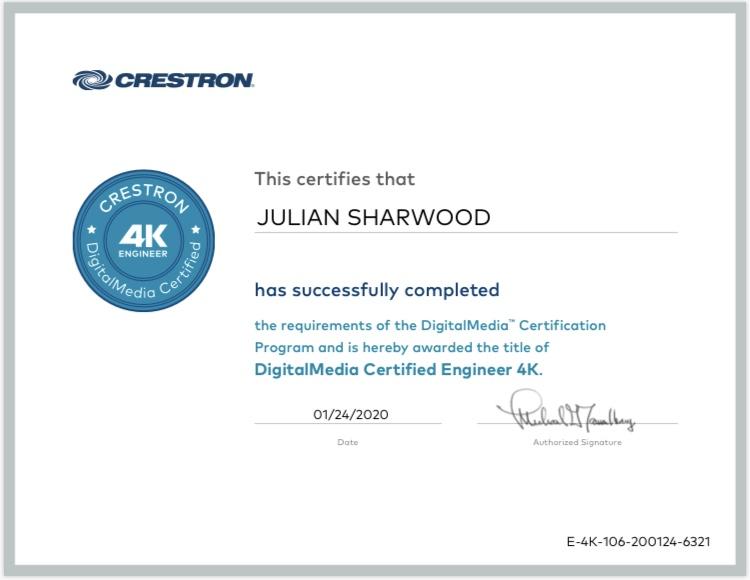 CRESTRON
CRESTRON
4K
ENGINEER
DigitalMedia Certified
This certifies that
JULIAN SHARWOOD
has successfully completed
the requirements of the DigitalMedia™ Certification
Program and is hereby awarded the title of
DigitalMedia Certified Engineer 4K.
01/24/2020
Date
Authorized Signature
E-4K-106-200124-6321